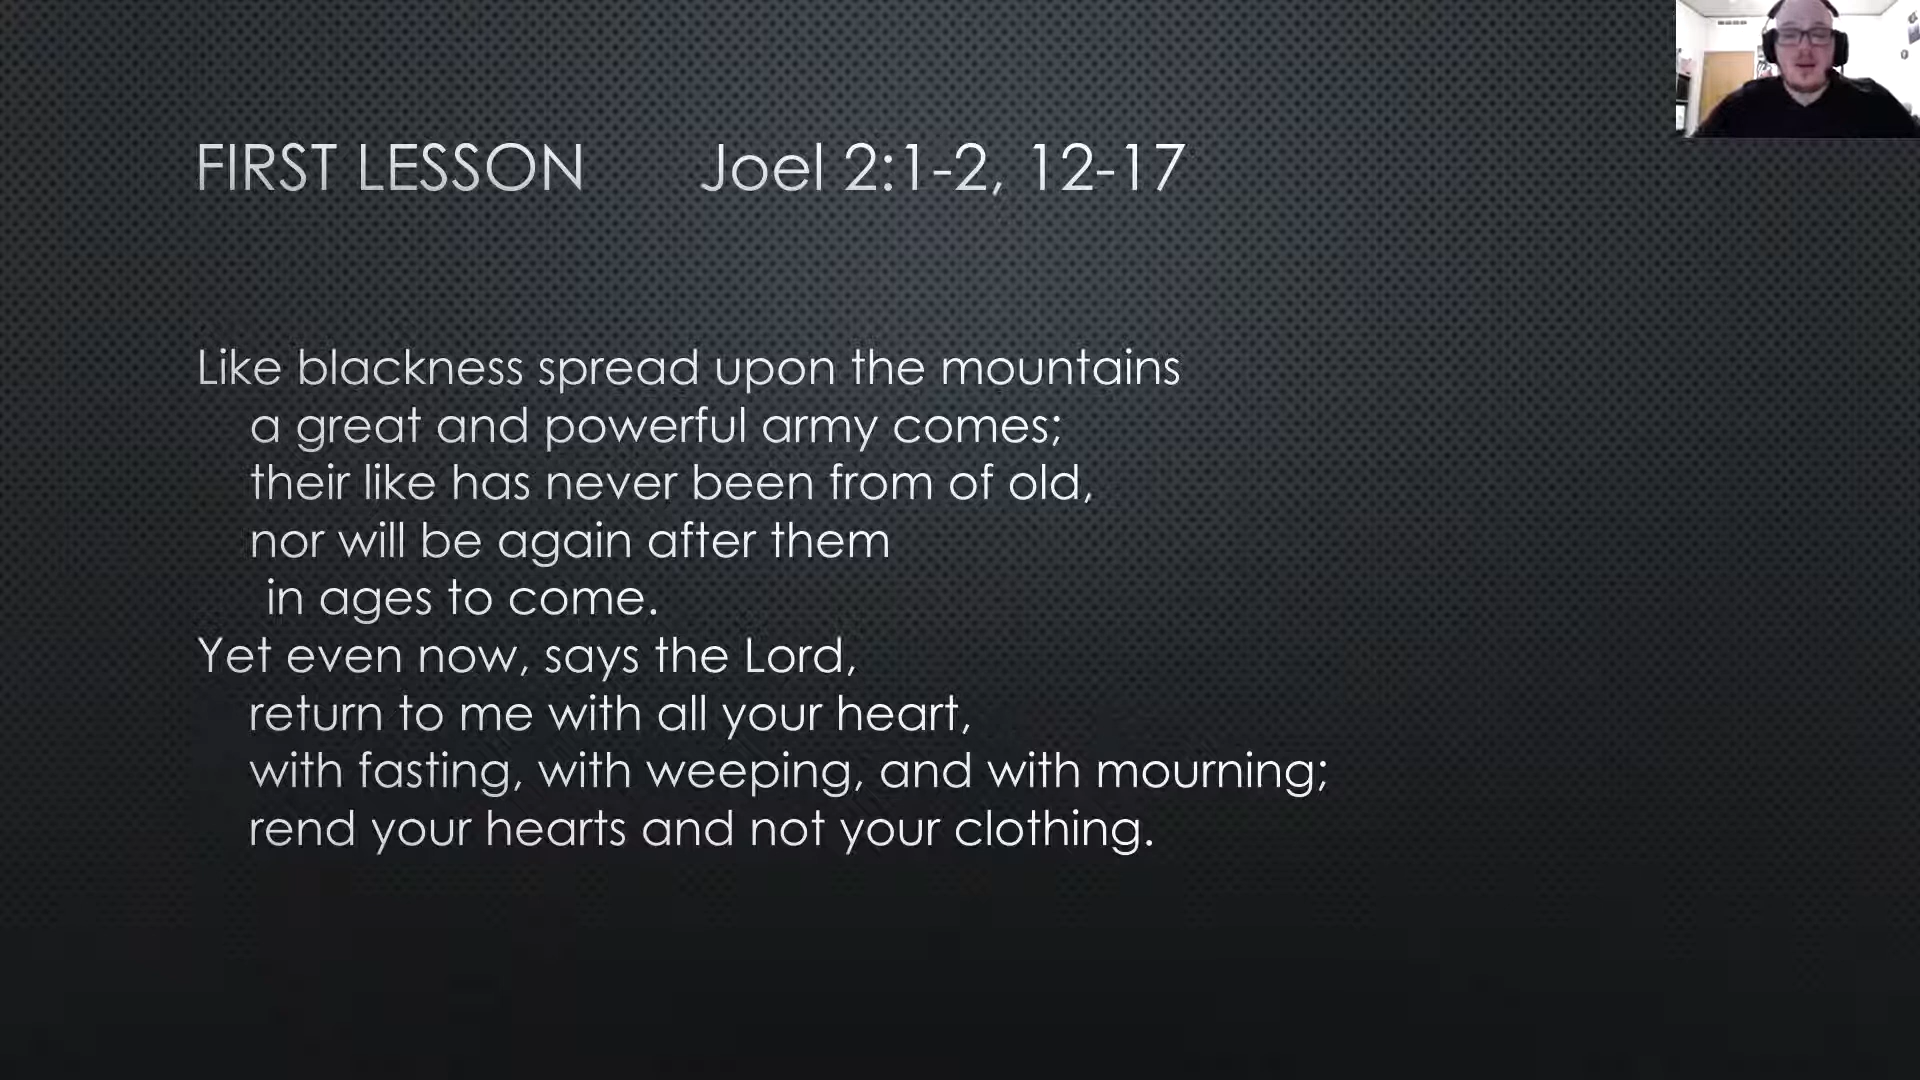 FIRST LESSON Joel 2:1-2, 12-17
Like blackness spread upon the mountains
a great and powerful army comes;
their like has never been from of old,
nor will be again after them
in ages to come.
Yet even now, says the Lord,
return to me with all your heart,
with fasting, with weeping, and with mourning;
rend your hearts and not your clothing.